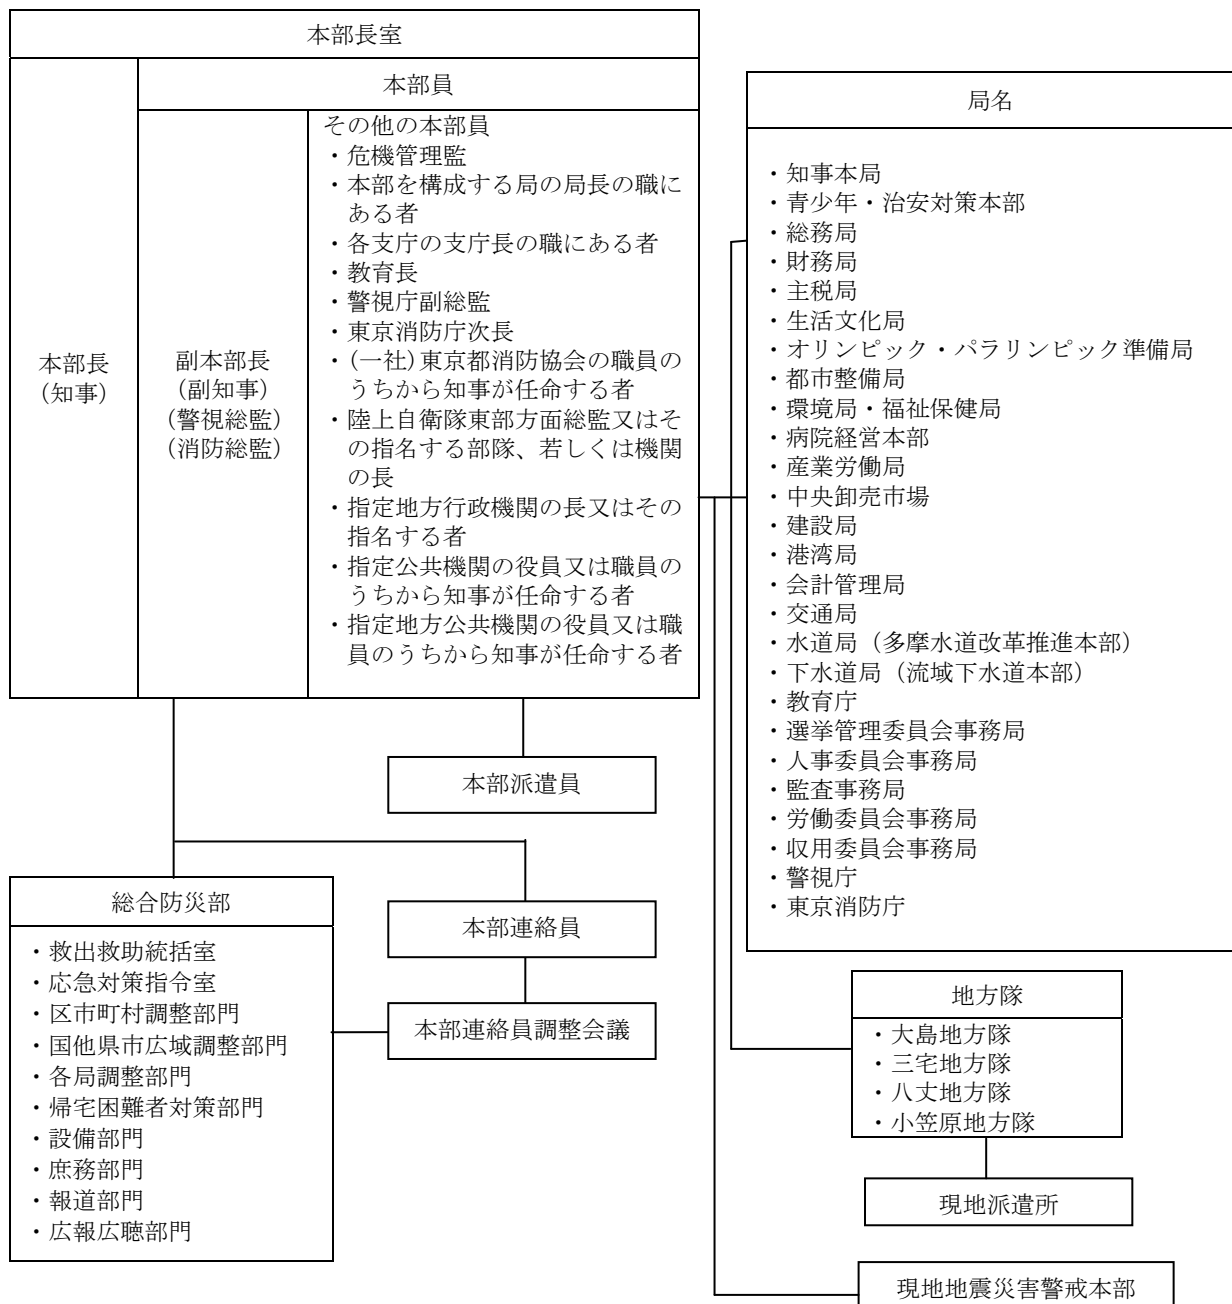 本部長室
本部長
(知事)
本部員
副本部長
(副知事)
(警視総監)
(消防総監)
その他の本部員
・危機管理監
・本部を構成する局の局長の職に
ある者
・各支庁の支庁長の職にある者
・教育長
・警視庁副総監
・東京消防庁次長
・(一社)東京都消防協会の職員の
うちから知事が任命する者
・陸上自衛隊東部方面総監又はそ
の指名する部隊、若しくは機関
の長
・指定地方行政機関の長又はその
指名する者
・指定公共機関の役員又は職員の
うちから知事が任命する者
・指定地方公共機関の役員又は職
員のうちから知事が任命する者
局名
・知事本局
・青少年・治安対策本部
・総務局
・財務局
・主税局
・生活文化局
・オリンピック・パラリンピック準備局
・都市整備局
・環境局・福祉保健局
・病院経営本部
・産業労働局
・中央卸売市場
・建設局
・港湾局
・会計管理局
・交通局
・水道局（多摩水道改革推進本部）
・下水道局（流域下水道本部）
・教育庁
・選挙管理委員会事務局
・人事委員会事務局
・監査事務局
・労働委員会事務局
・収用委員会事務局
・警視庁
・東京消防庁
本部派遣員
総合防災部
・救出救助統括室
・応急対策指令室
・区市町村調整部門
・国他県市広域調整部門
・各局調整部門
・帰宅困難者対策部門
・設備部門
・庶務部門
・報道部門
・広報広聴部門
本部連絡員
本部連絡員調整会議
地方隊
・大島地方隊
・三宅地方隊
・八丈地方隊
・小笠原地方隊
現地派遣所
現地地震災害警戒本部